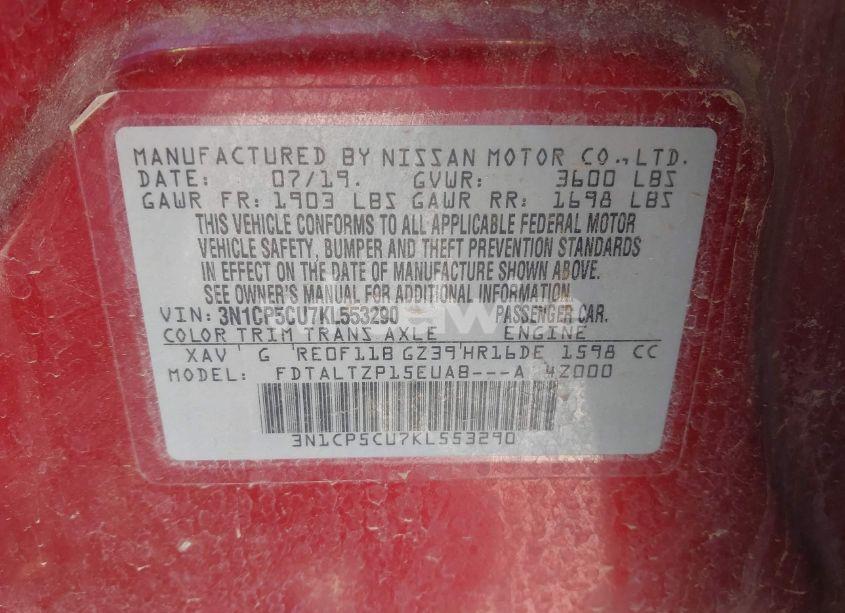 MANUFACTURED BY NISSAN MOTOR CO.,LTD.
DATE: 07/19. GVWR: 3600 LBS
GAWR FR: 1903 LBS GAWR RR: 1698 LBS
THIS VEHICLE CONFORMS TO ALL APPLICABLE FEDERAL MOTOR
VEHICLE SAFETY, BUMPER AND THEFT PREVENTION STANDARDS
IN EFFECT ON THE DATE OF MANUFACTURE SHOWN ABOVE.
SEE OWNER'S MANUAL FOR ADDITIONAL INFORMATION.
VIN: 3N1CP5CU7KL553290 PASSENGER CAR.
COLOR TRIM TRANS AXLE ENGINE
XAV G RE0F11B GZ39 HR16DE 1598 CC
MODEL: FDTALTZP15EUA8---A 4Z000
3N1CP5CU7KL553290